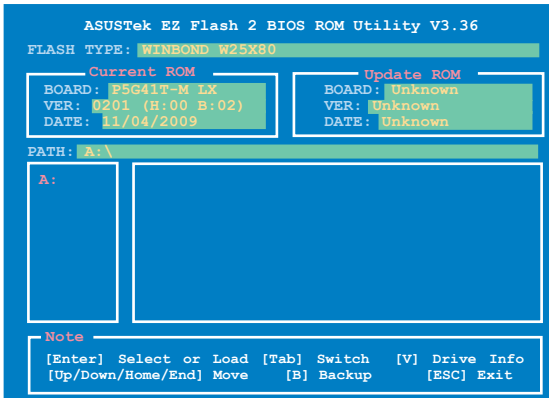 ASUSTek EZ Flash 2 BIOS ROM Utility V3.36
FLASH TYPE: WINBOND W25X80
Current ROM
BOARD: P5G41T-M LX
VER: 0201 (H:00 B:02)
DATE: 11/04/2009
Update ROM
BOARD: Unknown
VER: Unknown
DATE: Unknown
PATH: A:\
A:
Note
[Enter] Select or Load [Tab] Switch [V] Drive Info
[Up/Down/Home/End] Move [B] Backup [ESC] Exit